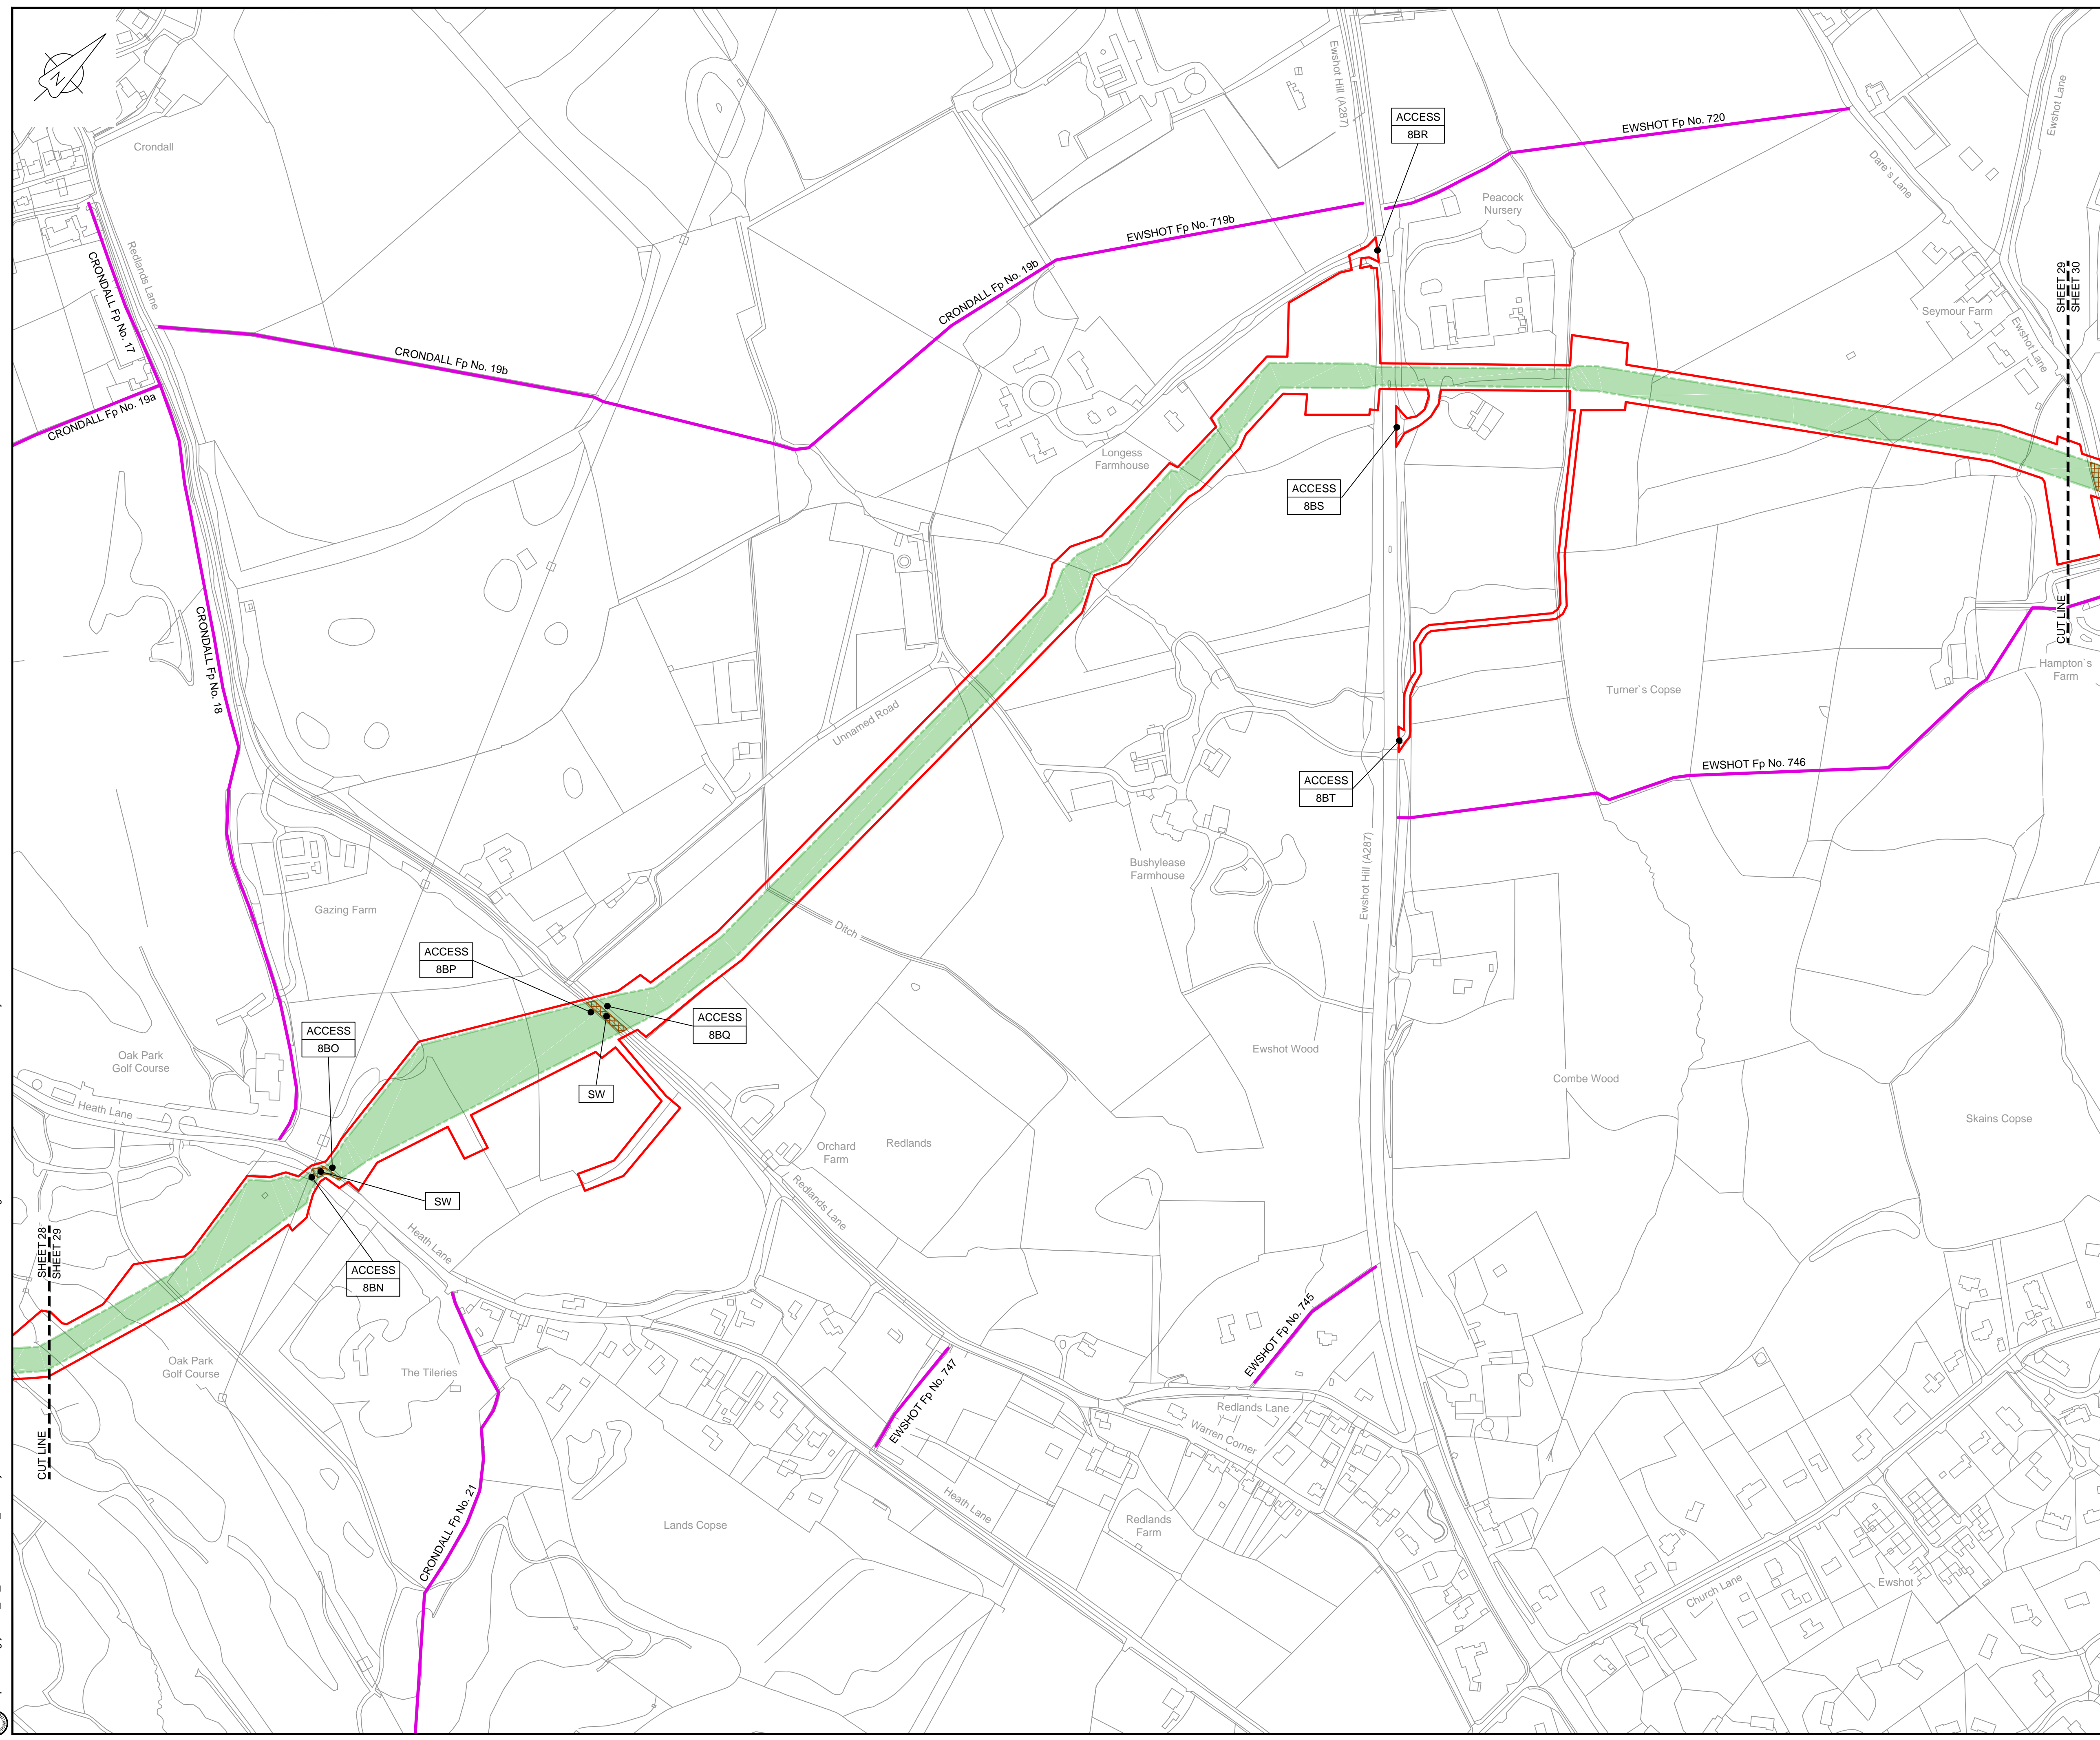 N
Crondall
Ewshot Hill (A287)
ACCESS
8BR
EWSHOT Fp No. 720
Ewshot Lane
Dare`s Lane
Peacock
Nursery
EWSHOT Fp No. 719b
CRONDALL Fp No. 17
Redlands Lane
CRONDALL Fp No. 19b
CRONDALL Fp No. 19b
CRONDALL Fp No. 19a
SHEET 29
SHEET 30
CUT LINE
Seymour Farm
Ewshot Lane
Longess
Farmhouse
ACCESS
8BS
CRONDALL Fp No. 18
Unnamed Road
Turner`s Copse
Hampton`s
Farm
ACCESS
8BT
EWSHOT Fp No. 746
Bushylease
Farmhouse
Ewshot Hill (A287)
Gazing Farm
Ditch
ACCESS
8BP
ACCESS
8BQ
ACCESS
8BO
SW
Ewshot Wood
Oak Park
Golf Course
Combe Wood
Heath Lane
Skains Copse
Orchard
Farm
Redlands
SW
Redlands Lane
Heath Lane
SHEET 28
SHEET 29
CUT LINE
ACCESS
8BN
Oak Park
Golf Course
The Tileries
EWSHOT Fp No. 745
EWSHOT Fp No. 747
Redlands Lane
Warren Corner
CRONDALL Fp No. 21
Lands Copse
Heath Lane
Redlands
Farm
Church Lane
Ewshot